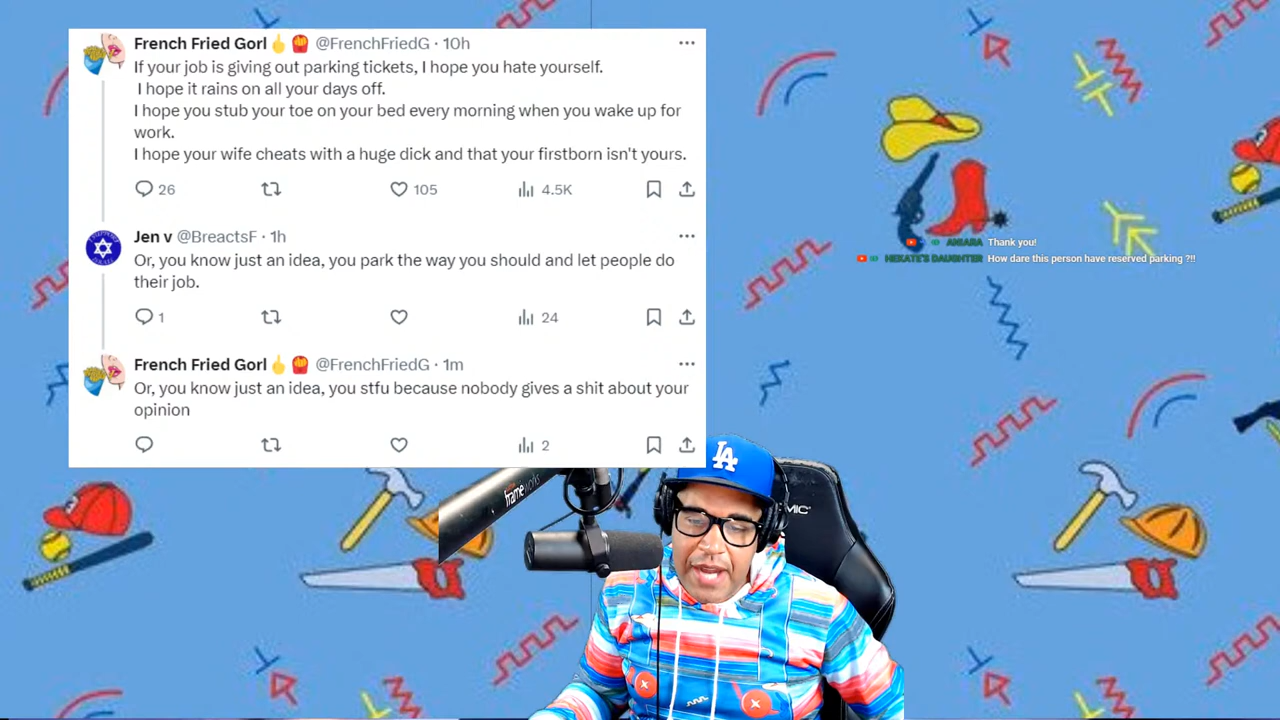 French Fried Gorl🖕🍟 @FrenchFriedG · 10h
If your job is giving out parking tickets, I hope you hate yourself.
I hope it rains on all your days off.
I hope you stub your toe on your bed every morning when you wake up for
work.
I hope your wife cheats with a huge dick and that your firstborn isn't yours.
26 105 4.5K
Jen v @BreactsF · 1h
Or, you know just an idea, you park the way you should and let people do
their job.
1 24
French Fried Gorl🖕🍟 @FrenchFriedG · 1m
Or, you know just an idea, you stfu because nobody gives a shit about your
opinion
2
ANIARA Thank you!
HEKATE'S DAUGHTER How dare this person have reserved parking ?!!
LA
frameworks
MIC